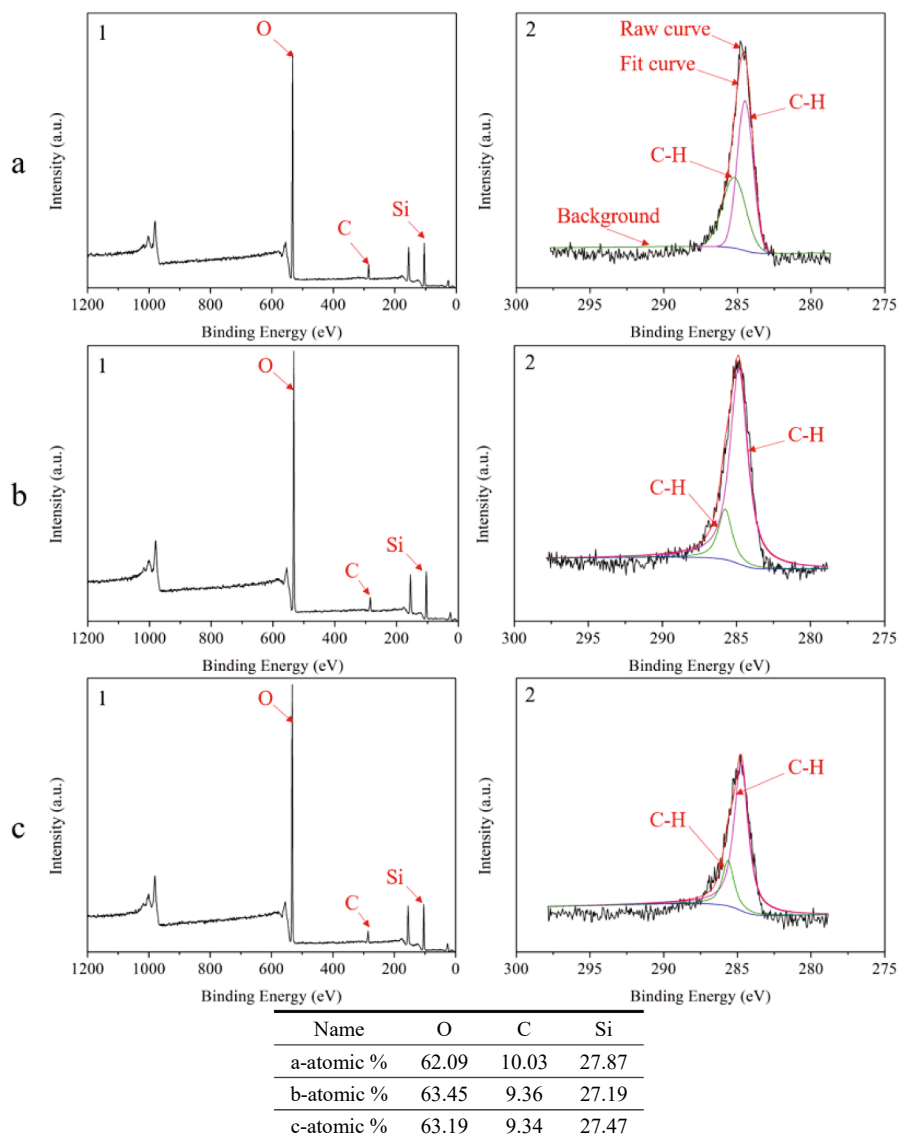 a
1
O
C
Si
Intensity (a.u.)
1200 1000 800 600 400 200 0
Binding Energy (eV)
2
Raw curve
Fit curve
C-H
C-H
Background
Intensity (a.u.)
300 295 290 285 280 275
Binding Energy (eV)
b
1
O
Si
C
Intensity (a.u.)
1200 1000 800 600 400 200 0
Binding Energy (eV)
2
C-H
C-H
Intensity (a.u.)
300 295 290 285 280 275
Binding Energy (eV)
c
1
O
Si
C
Intensity (a.u.)
1200 1000 800 600 400 200 0
Binding Energy (eV)
2
C-H
C-H
Intensity (a.u.)
300 295 290 285 280 275
Binding Energy (eV)
Name O C Si
a-atomic % 62.09 10.03 27.87
b-atomic % 63.45 9.36 27.19
c-atomic % 63.19 9.34 27.47